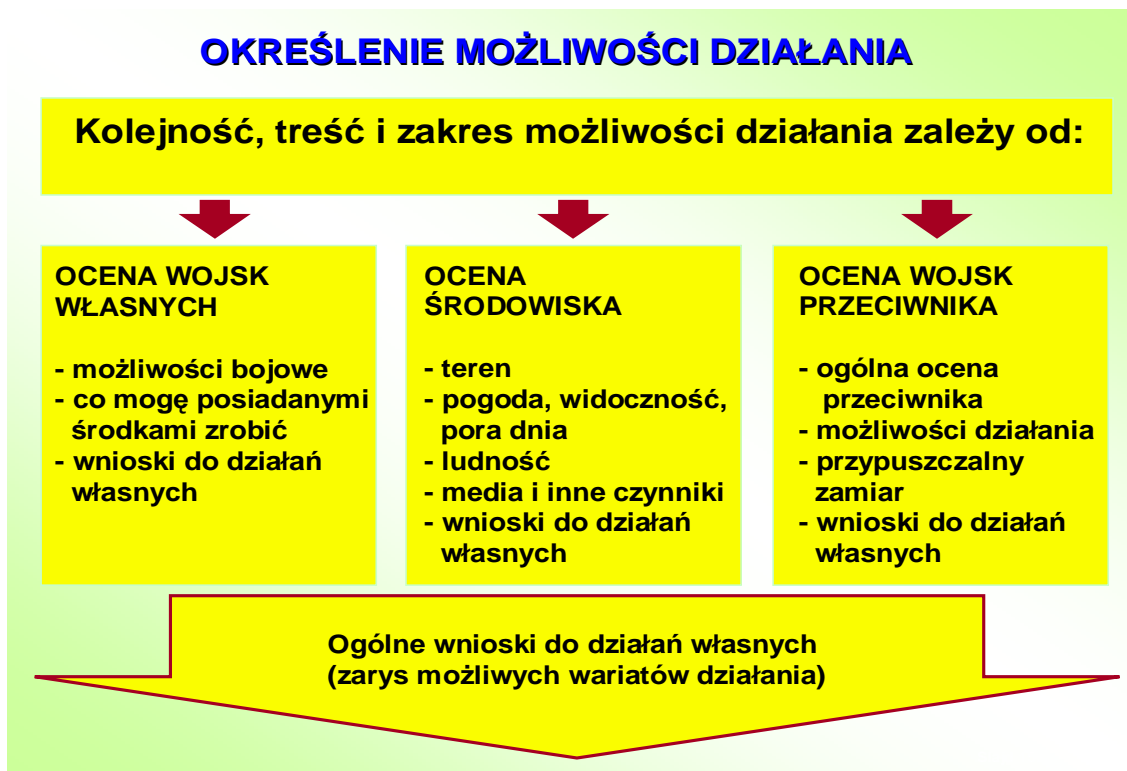 OKREŚLENIE MOŻLIWOŚCI DZIAŁANIA
Kolejność, treść i zakres możliwości działania zależy od:
OCENA WOJSK
WŁASNYCH
- możliwości bojowe
- co mogę posiadanymi
środkami zrobić
- wnioski do działań
własnych
OCENA
ŚRODOWISKA
- teren
- pogoda, widoczność,
pora dnia
- ludność
- media i inne czynniki
- wnioski do działań
własnych
OCENA WOJSK
PRZECIWNIKA
- ogólna ocena
przeciwnika
- możliwości działania
- przypuszczalny
zamiar
- wnioski do działań
własnych
Ogólne wnioski do działań własnych
(zarys możliwych wariatów działania)